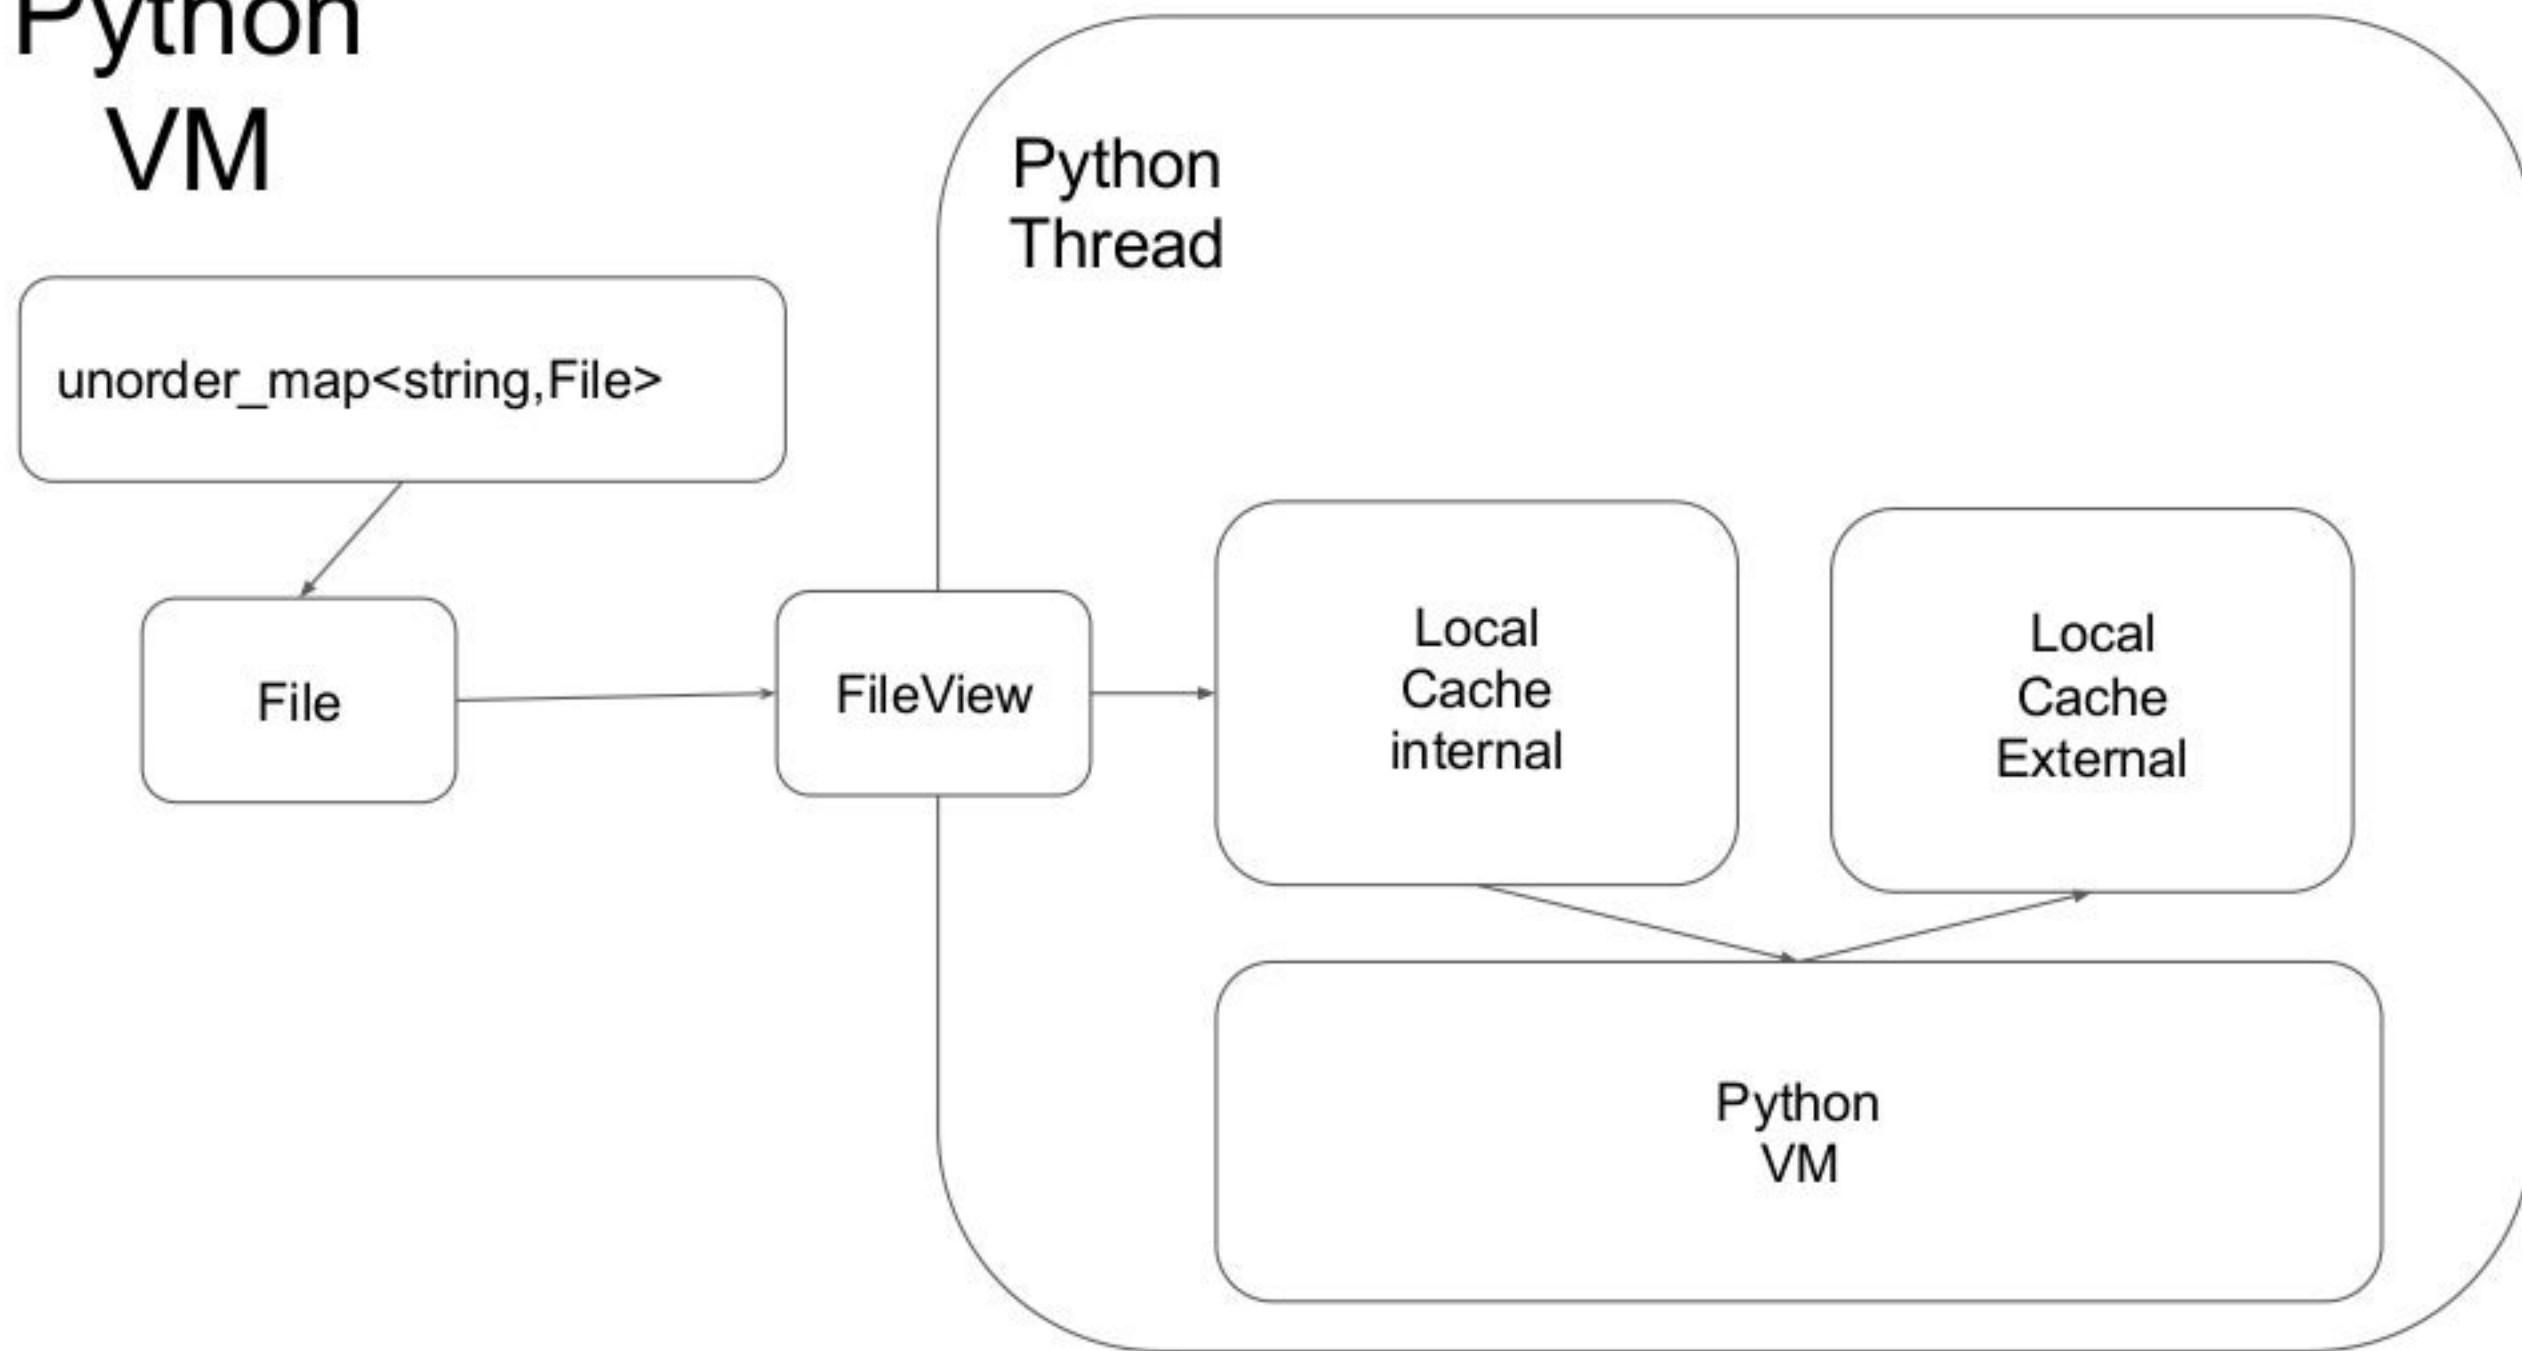 Python
VM
Python
Thread
unorder_map<string,File>
File
FileView
Local
Cache
internal
Local
Cache
External
Python
VM